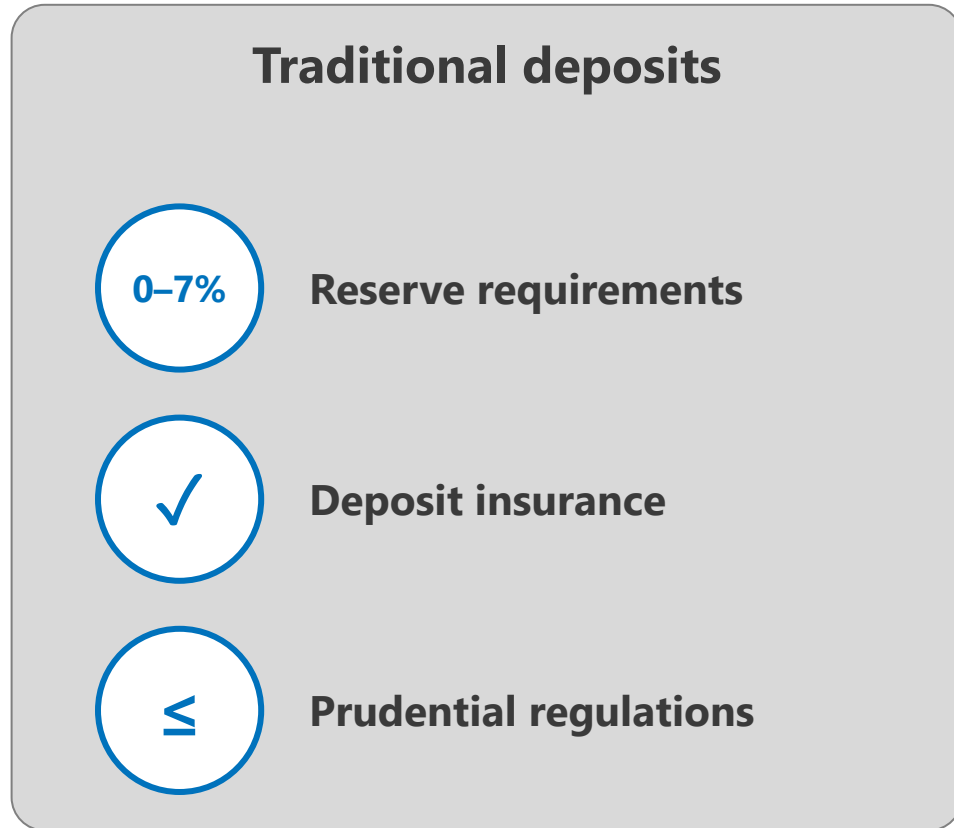 Traditional deposits
0–7%
Reserve requirements
✓
Deposit insurance
≤
Prudential regulations